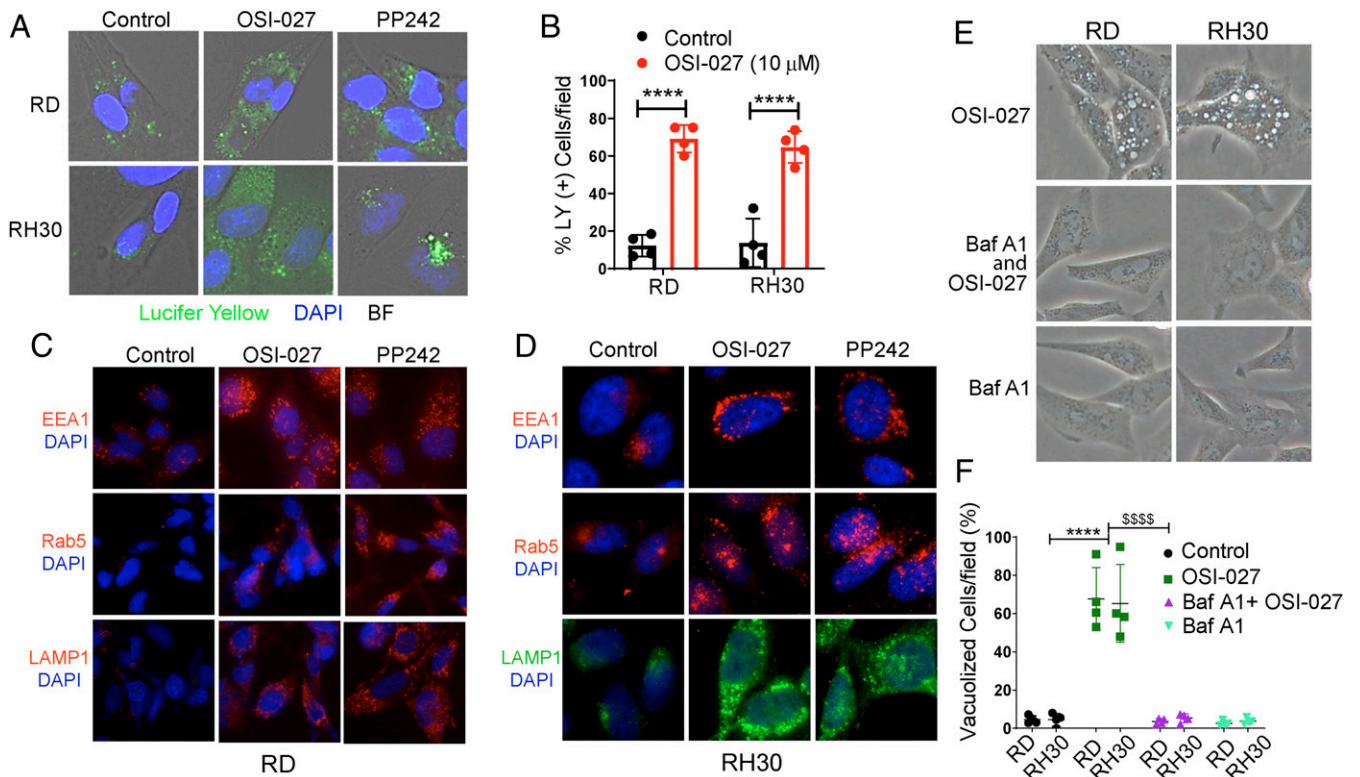 A
Control OSI-027 PP242
RD
RH30
Lucifer Yellow DAPI BF
B
Control
OSI-027 (10 μM)
% LY (+) Cells/field
100
80
60
40
20
0
**** ****
RD RH30
C
Control OSI-027 PP242
EEA1
DAPI
Rab5
DAPI
LAMP1
DAPI
RD
D
Control OSI-027 PP242
EEA1
DAPI
Rab5
DAPI
LAMP1
DAPI
RH30
E
RD RH30
OSI-027
Baf A1
and
OSI-027
Baf A1
F
Vacuolized Cells/field (%)
100
80
60
40
20
0
**** $$$$
Control
OSI-027
Baf A1+ OSI-027
Baf A1
RD RH30 RD RH30 RD RH30 RD RH30